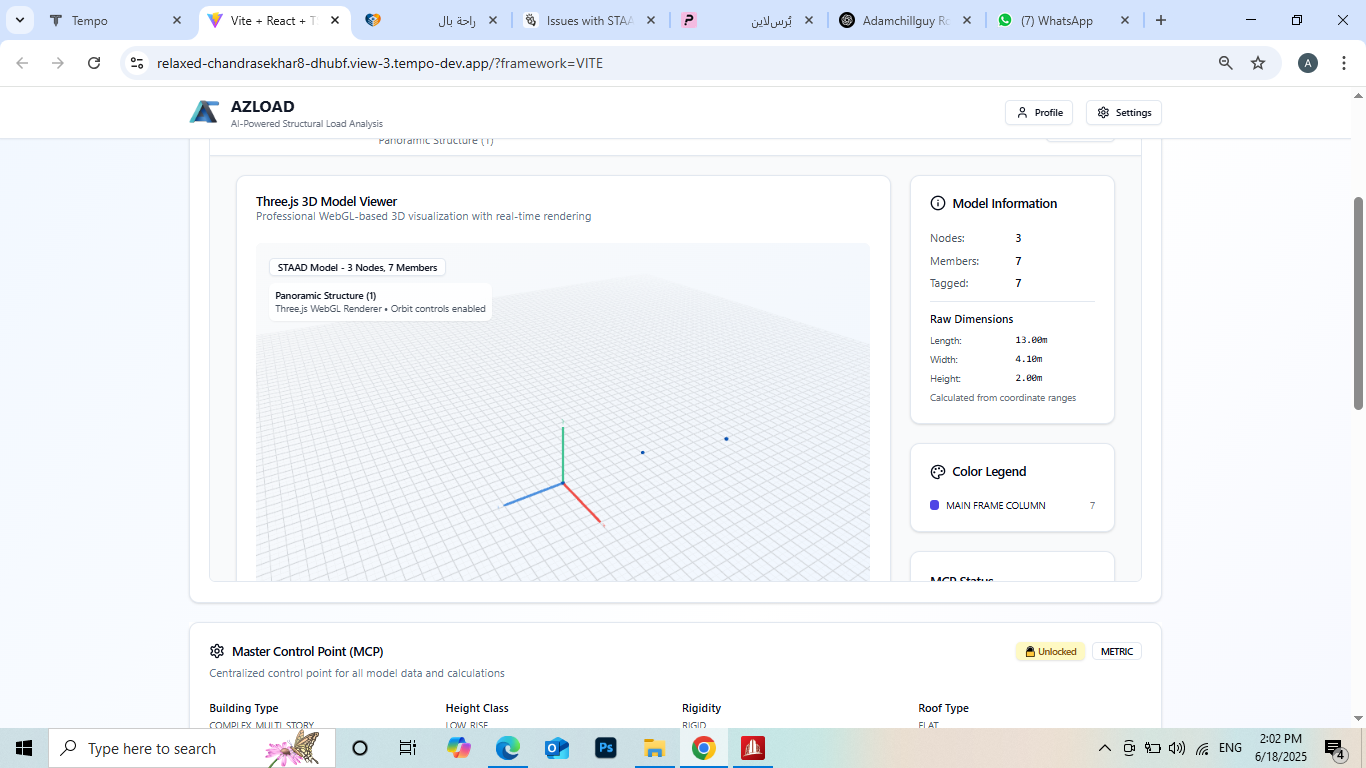 Tempo
Vite + React + T
راحة بال
Issues with STAA
پُرس‌لاین
Adamchillguy Ro
(7) WhatsApp
relaxed-chandrasekhar8-dhubf.view-3.tempo-dev.app/?framework=VITE
A
AZLOAD
AI-Powered Structural Load Analysis
Profile
Settings
Panoramic Structure (1)
Three.js 3D Model Viewer
Professional WebGL-based 3D visualization with real-time rendering
STAAD Model - 3 Nodes, 7 Members
Panoramic Structure (1)
Three.js WebGL Renderer • Orbit controls enabled
Model Information
Nodes: 3
Members: 7
Tagged: 7
Raw Dimensions
Length: 13.00m
Width: 4.10m
Height: 2.00m
Calculated from coordinate ranges
Color Legend
MAIN FRAME COLUMN 7
MCP Status
Master Control Point (MCP)
Unlocked
METRIC
Centralized control point for all model data and calculations
Building Type
Height Class
Rigidity
Roof Type
COMPLEX_MULTI_STORY
LOW_RISE
RIGID
FLAT
Type here to search
Ps
ENG
2:02 PM
6/18/2025
4